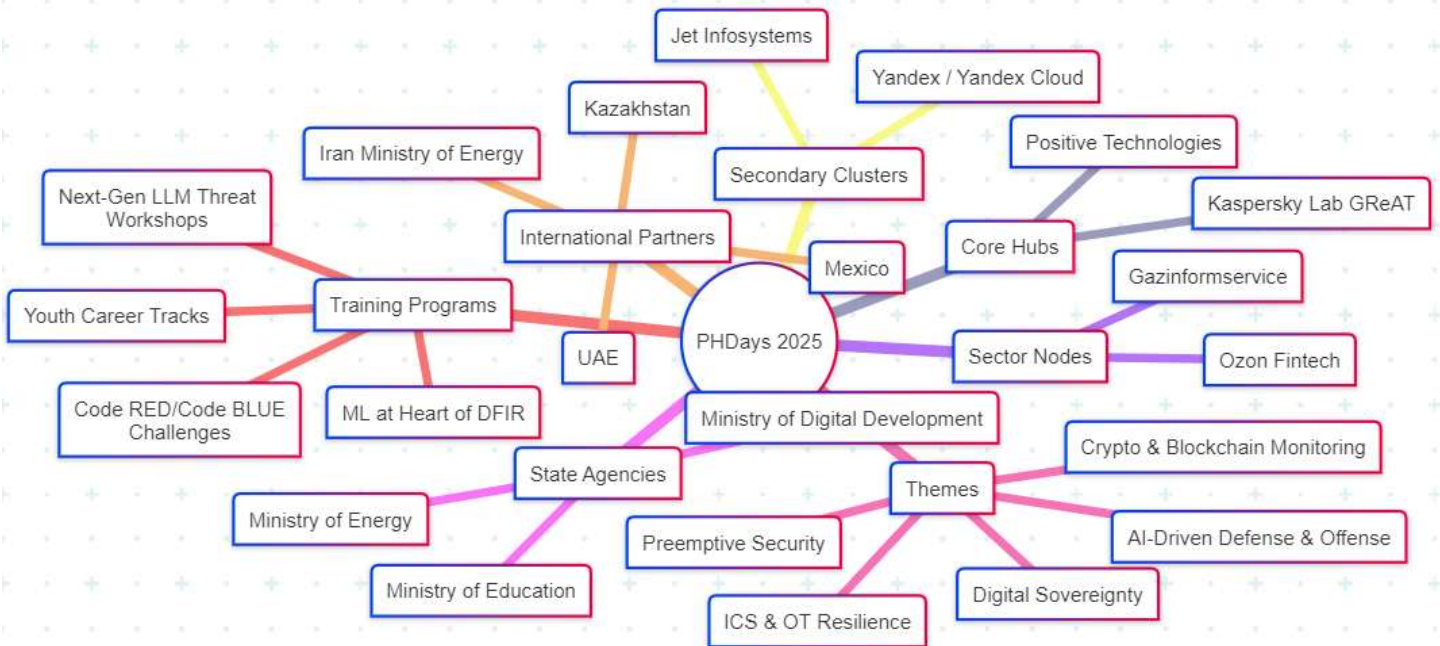 Jet Infosystems
Yandex / Yandex Cloud
Kazakhstan
Positive Technologies
Iran Ministry of Energy
Secondary Clusters
Next-Gen LLM Threat
Workshops
Kaspersky Lab GReAT
International Partners
Core Hubs
Mexico
Gazinformservice
Training Programs
Youth Career Tracks
PHDays 2025
UAE
Sector Nodes
Ozon Fintech
Code RED/Code BLUE
Challenges
ML at Heart of DFIR
Ministry of Digital Development
Crypto & Blockchain Monitoring
State Agencies
Themes
Ministry of Energy
Preemptive Security
AI-Driven Defense & Offense
Ministry of Education
Digital Sovereignty
ICS & OT Resilience